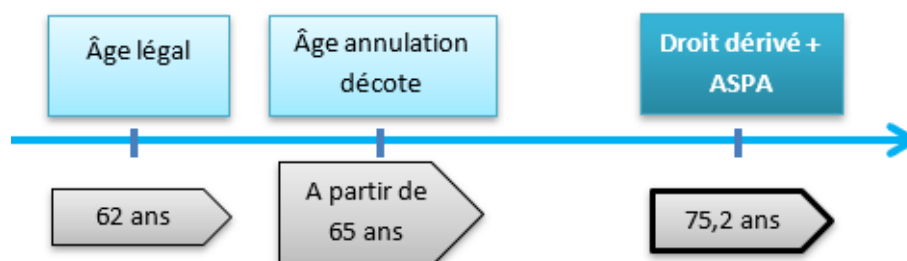 Âge légal
Âge annulation
décote
Droit dérivé +
ASPA
62 ans
A partir de
65 ans
75,2 ans